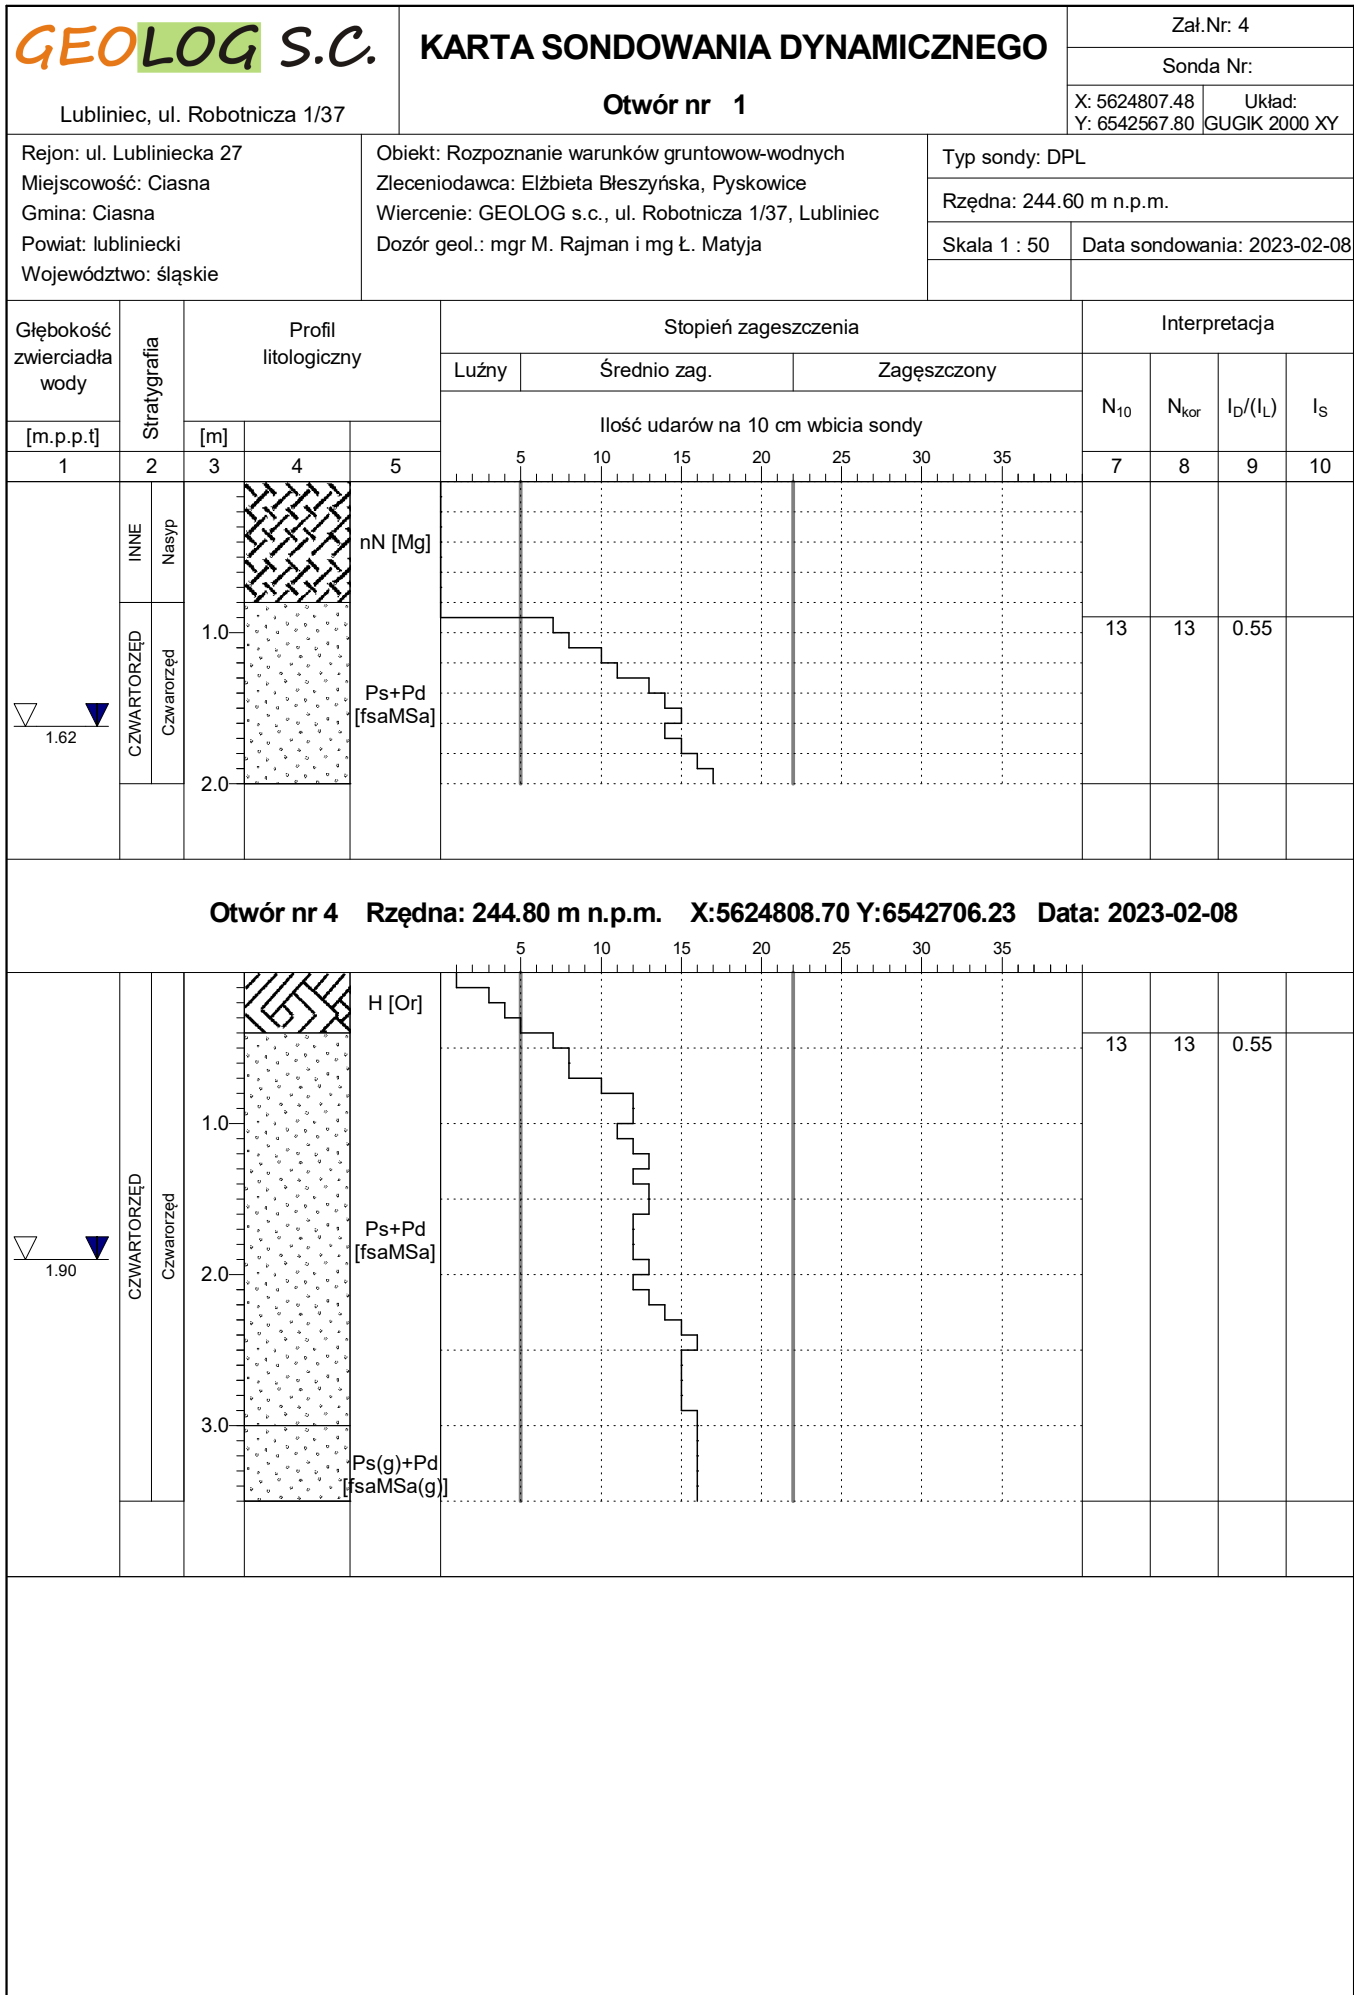 GEOLOG S.C.
Lubliniec, ul. Robotnicza 1/37
KARTA SONDOWANIA DYNAMICZNEGO
Otwór nr 1
Zał.Nr: 4
Sonda Nr:
X: 5624807.48
Y: 6542567.80
Układ:
GUGIK 2000 XY
Rejon: ul. Lubliniecka 27
Miejscowość: Ciasna
Gmina: Ciasna
Powiat: lubliniecki
Województwo: śląskie
Obiekt: Rozpoznanie warunków gruntowow-wodnych
Zleceniodawca: Elżbieta Błeszyńska, Pyskowice
Wiercenie: GEOLOG s.c., ul. Robotnicza 1/37, Lubliniec
Dozór geol.: mgr M. Rajman i mg Ł. Matyja
Typ sondy: DPL
Rzędna: 244.60 m n.p.m.
Skala 1 : 50
Data sondowania: 2023-02-08
Głębokość
zwierciadła
wody
[m.p.p.t]
Stratygrafia
Profil
litologiczny
[m]
Stopień zageszczenia
Luźny
Średnio zag.
Zagęszczony
Ilość udarów na 10 cm wbicia sondy
5 10 15 20 25 30 35
Interpretacja
N10 Nkor ID/(IL) IS
1 2 3 4 5 7 8 9 10
INNE
Nasyp
nN [Mg]
CZWARTORZĘD
Czwarorzęd
1.0
2.0
Ps+Pd
[fsaMSa]
1.62
13 13 0.55
Otwór nr 4 Rzędna: 244.80 m n.p.m. X:5624808.70 Y:6542706.23 Data: 2023-02-08
5 10 15 20 25 30 35
H [Or]
13 13 0.55
1.0
CZWARTORZĘD
Czwarorzęd
Ps+Pd
[fsaMSa]
1.90
2.0
3.0
Ps(g)+Pd
[fsaMSa(g)]